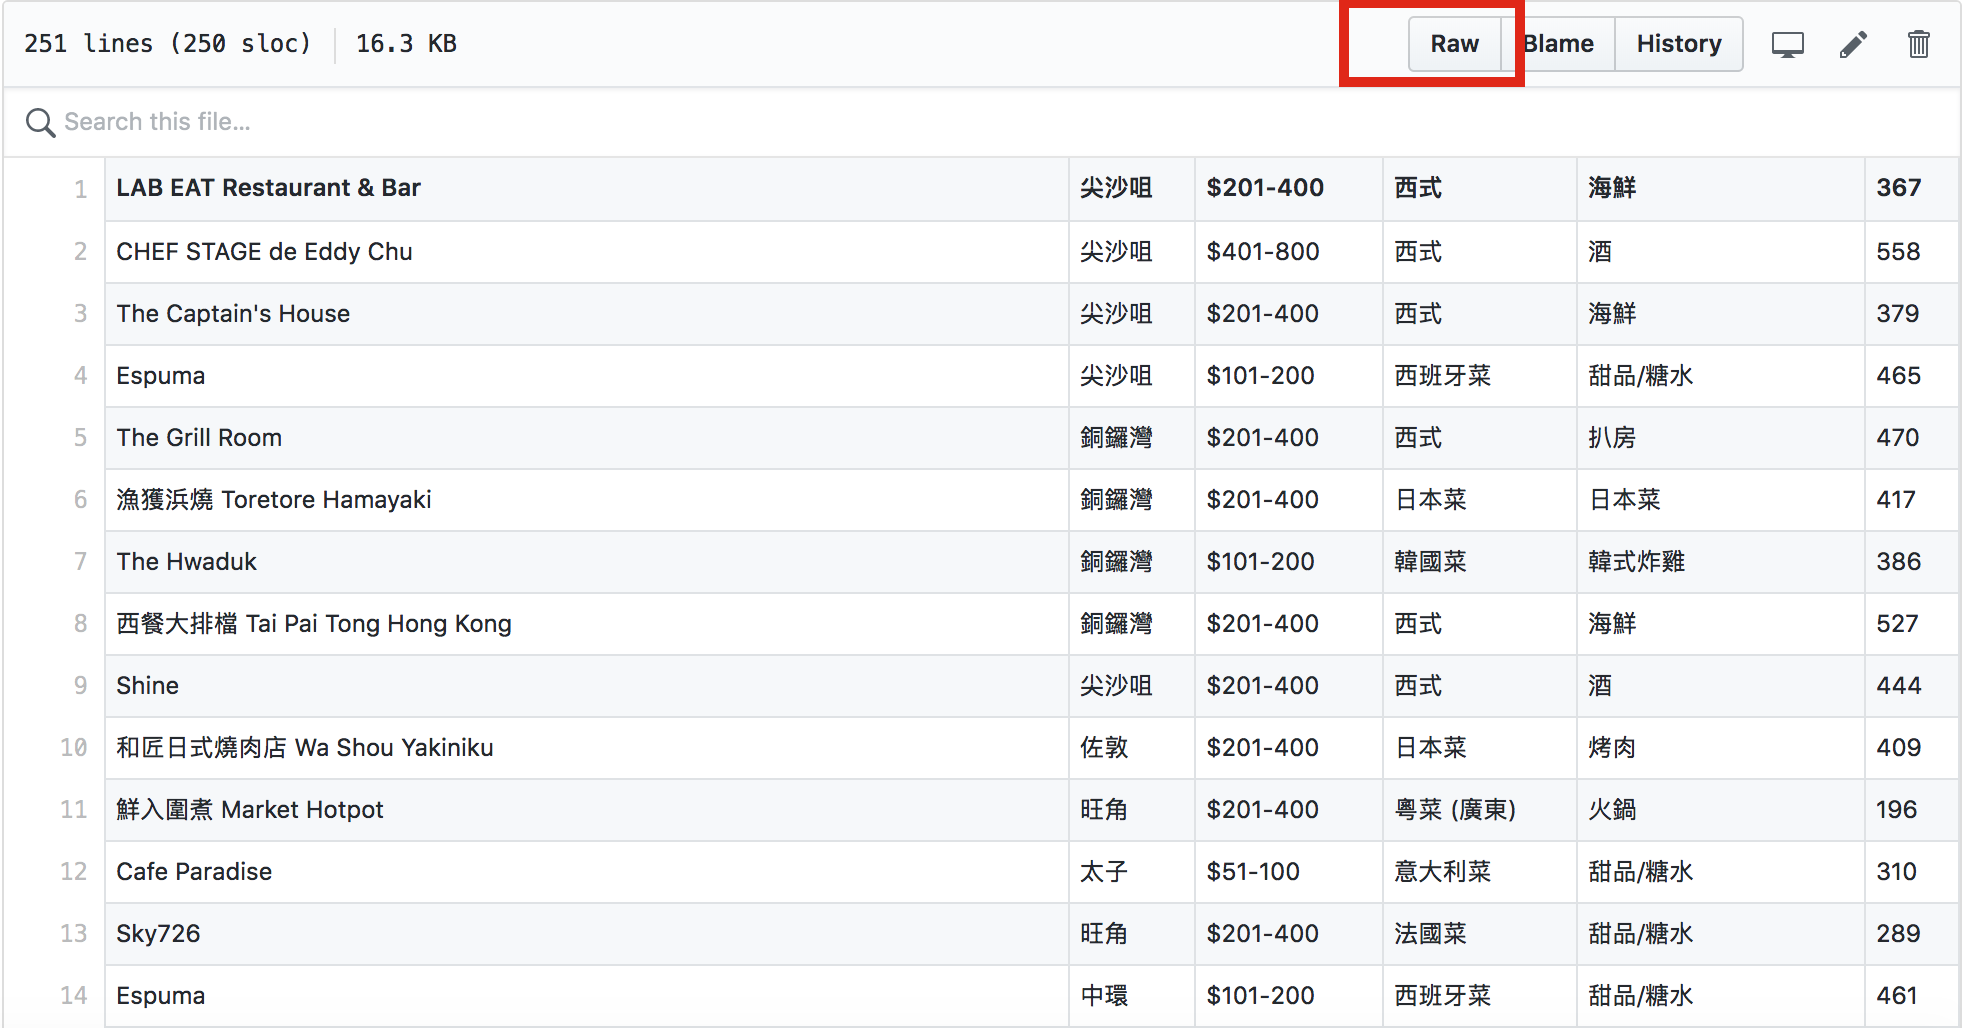 251 lines (250 sloc) 16.3 KB Raw Blame History
Search this file...
1 LAB EAT Restaurant & Bar 尖沙咀 $201-400 西式 海鮮 367
2 CHEF STAGE de Eddy Chu 尖沙咀 $401-800 西式 酒 558
3 The Captain's House 尖沙咀 $201-400 西式 海鮮 379
4 Espuma 尖沙咀 $101-200 西班牙菜 甜品/糖水 465
5 The Grill Room 銅鑼灣 $201-400 西式 扒房 470
6 漁獲浜燒 Toretore Hamayaki 銅鑼灣 $201-400 日本菜 日本菜 417
7 The Hwaduk 銅鑼灣 $101-200 韓國菜 韓式炸雞 386
8 西餐大排檔 Tai Pai Tong Hong Kong 銅鑼灣 $201-400 西式 海鮮 527
9 Shine 尖沙咀 $201-400 西式 酒 444
10 和匠日式燒肉店 Wa Shou Yakiniku 佐敦 $201-400 日本菜 烤肉 409
11 鮮入圍煮 Market Hotpot 旺角 $201-400 粵菜 (廣東) 火鍋 196
12 Cafe Paradise 太子 $51-100 意大利菜 甜品/糖水 310
13 Sky726 旺角 $201-400 法國菜 甜品/糖水 289
14 Espuma 中環 $101-200 西班牙菜 甜品/糖水 461